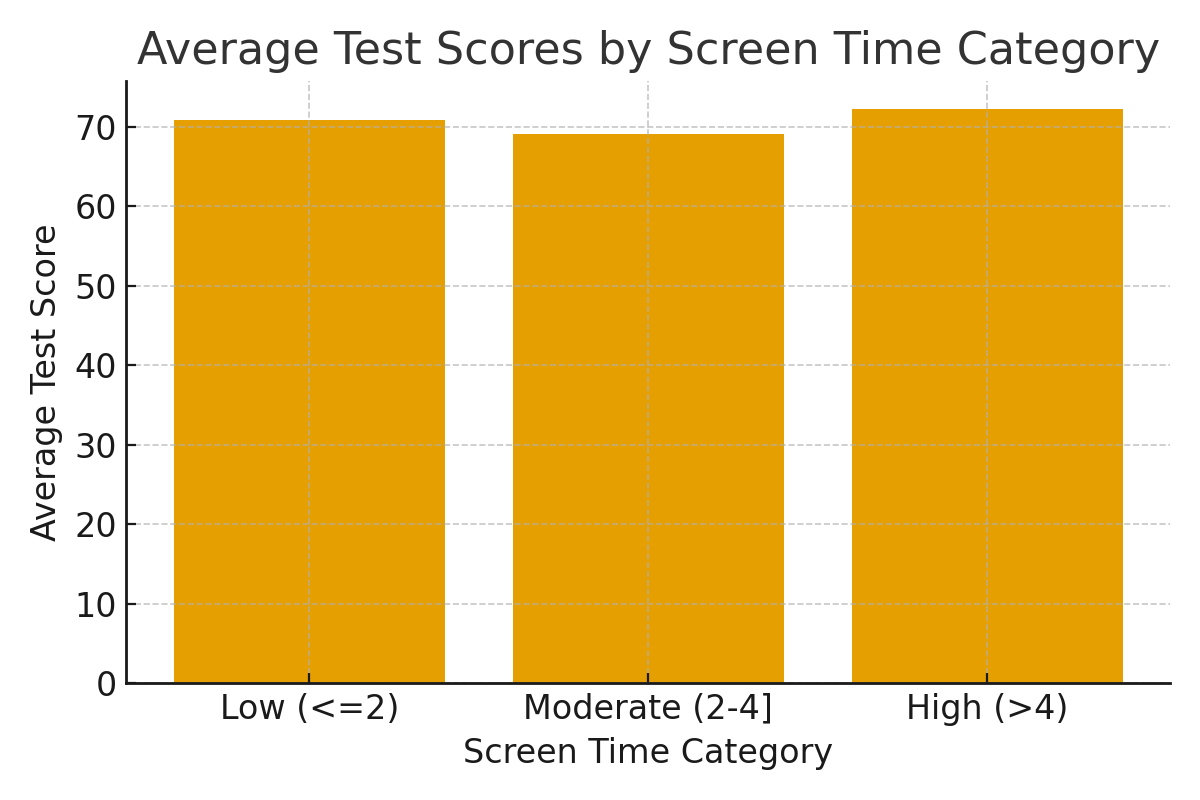 Average Test Scores by Screen Time Category
Average Test Score
70
60
50
40
30
20
10
0
Low (<=2)
Moderate (2-4]
High (>4)
Screen Time Category